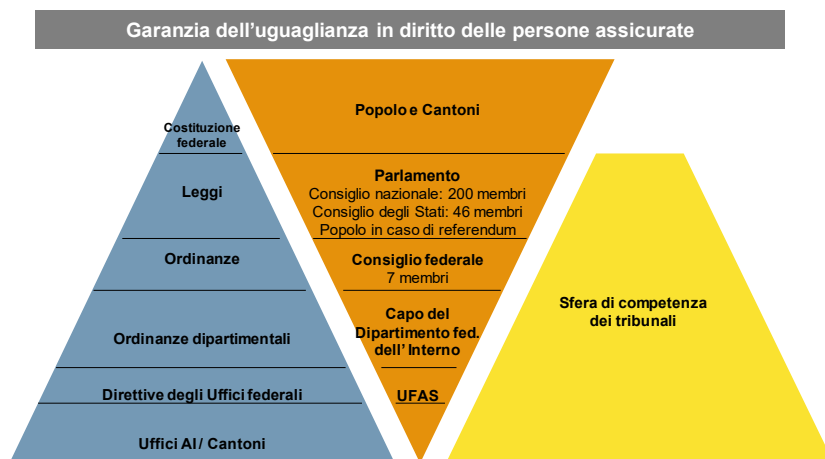 Garanzia dell'uguaglianza in diritto delle persone assicurate
Costituzione
federale
Leggi
Ordinanze
Ordinanze dipartimentali
Direttive degli Uffici federali
Uffici AI / Cantoni
Popolo e Cantoni
Parlamento
Consiglio nazionale: 200 membri
Consiglio degli Stati: 46 membri
Popolo in caso di referendum
Consiglio federale
7 membri
Capo del
Dipartimento fed.
dell'Interno
UFAS
Sfera di competenza
dei tribunali